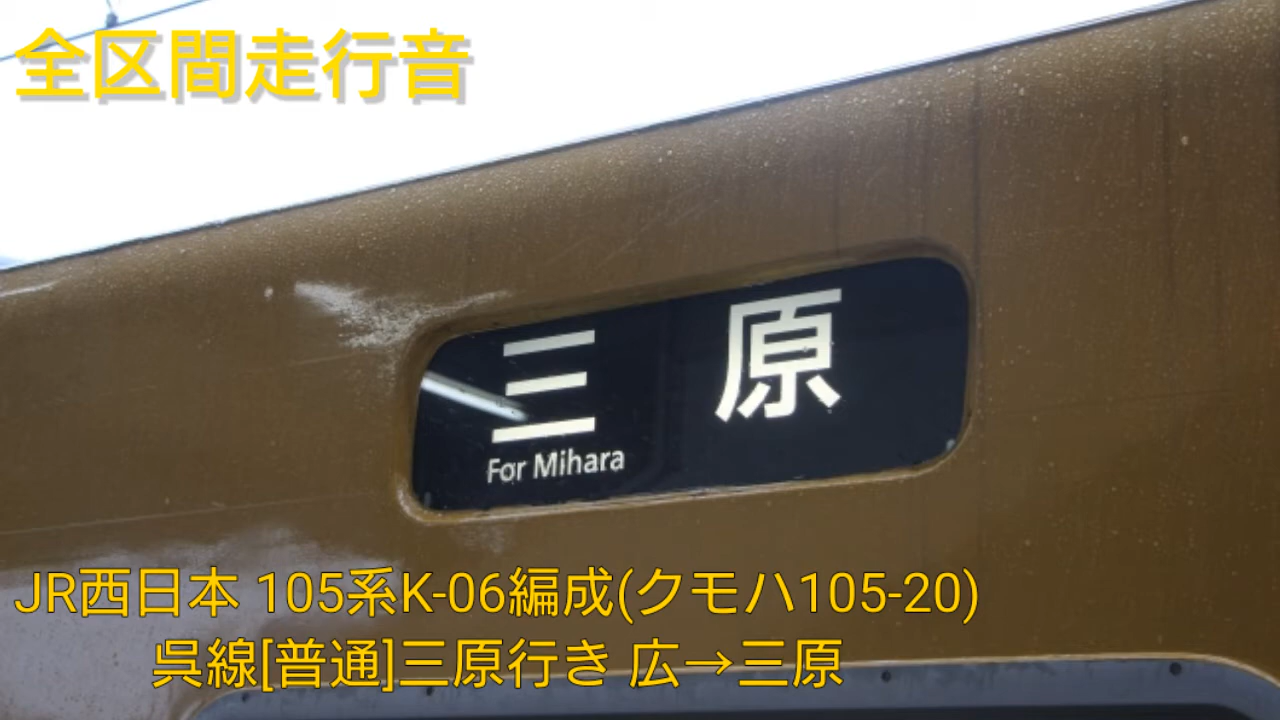 全区間走行音
三原
For Mihara
JR西日本 105系K-06編成(クモハ105-20)
呉線[普通]三原行き 広→三原